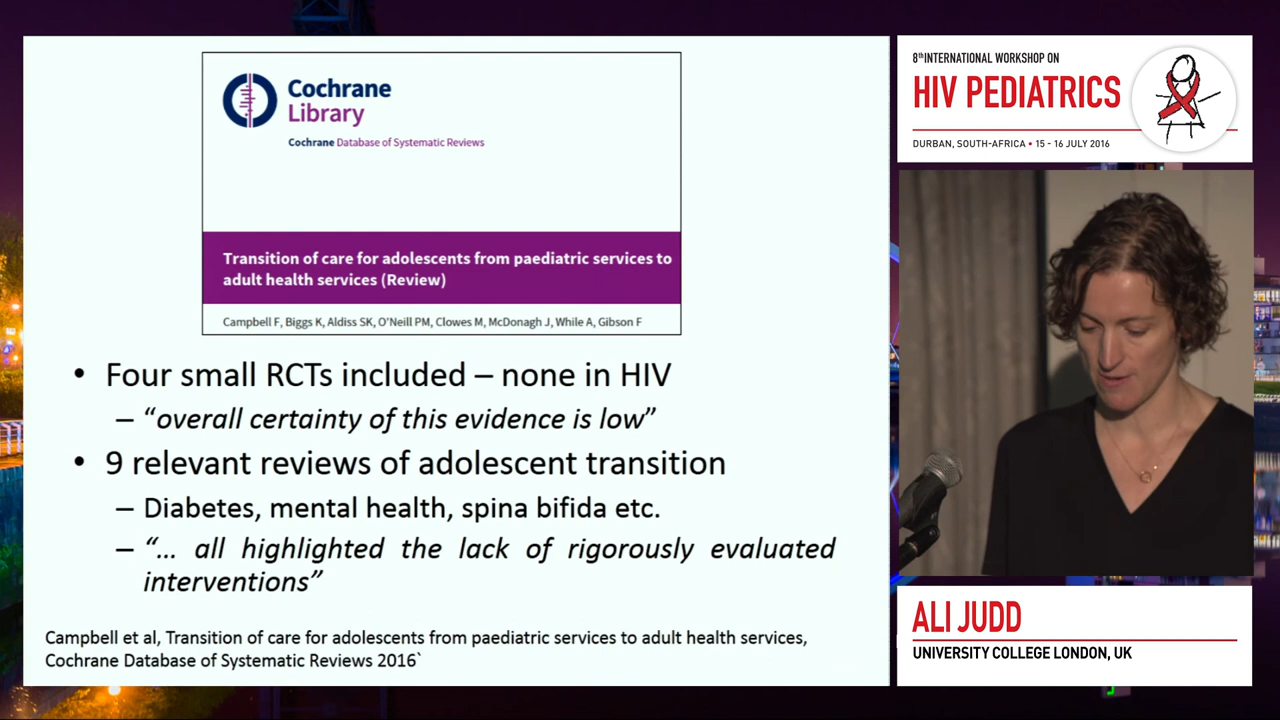 Cochrane
Library
Cochrane Database of Systematic Reviews
Transition of care for adolescents from paediatric services to
adult health services (Review)
Campbell F, Biggs K, Aldiss SK, O'Neill PM, Clowes M, McDonagh J, While A, Gibson F
• Four small RCTs included – none in HIV
– “overall certainty of this evidence is low”
• 9 relevant reviews of adolescent transition
– Diabetes, mental health, spina bifida etc.
– “... all highlighted the lack of rigorously evaluated
interventions”
Campbell et al, Transition of care for adolescents from paediatric services to adult health services,
Cochrane Database of Systematic Reviews 2016`
8th INTERNATIONAL WORKSHOP ON
HIV PEDIATRICS
DURBAN, SOUTH-AFRICA • 15 - 16 JULY 2016
ALI JUDD
UNIVERSITY COLLEGE LONDON, UK